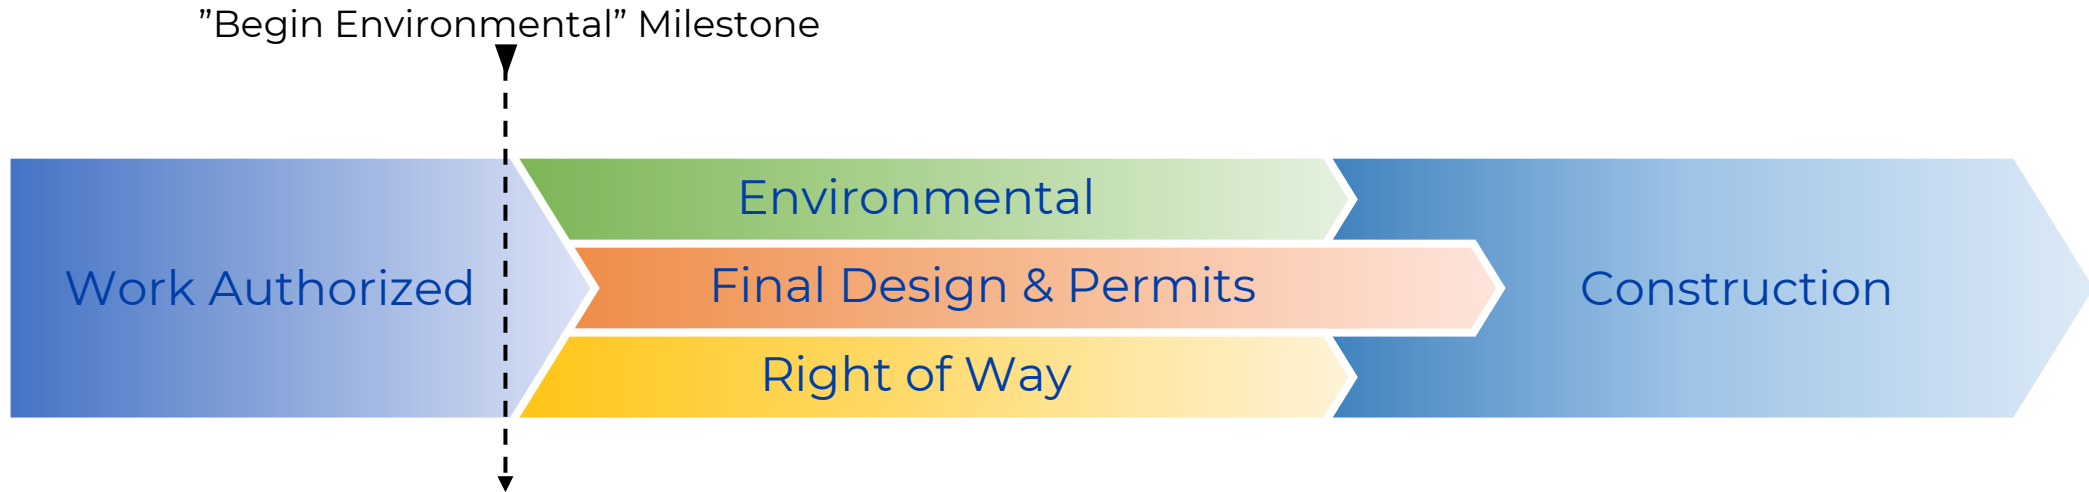 ”Begin Environmental” Milestone
Work Authorized
Environmental
Final Design & Permits
Right of Way
Construction